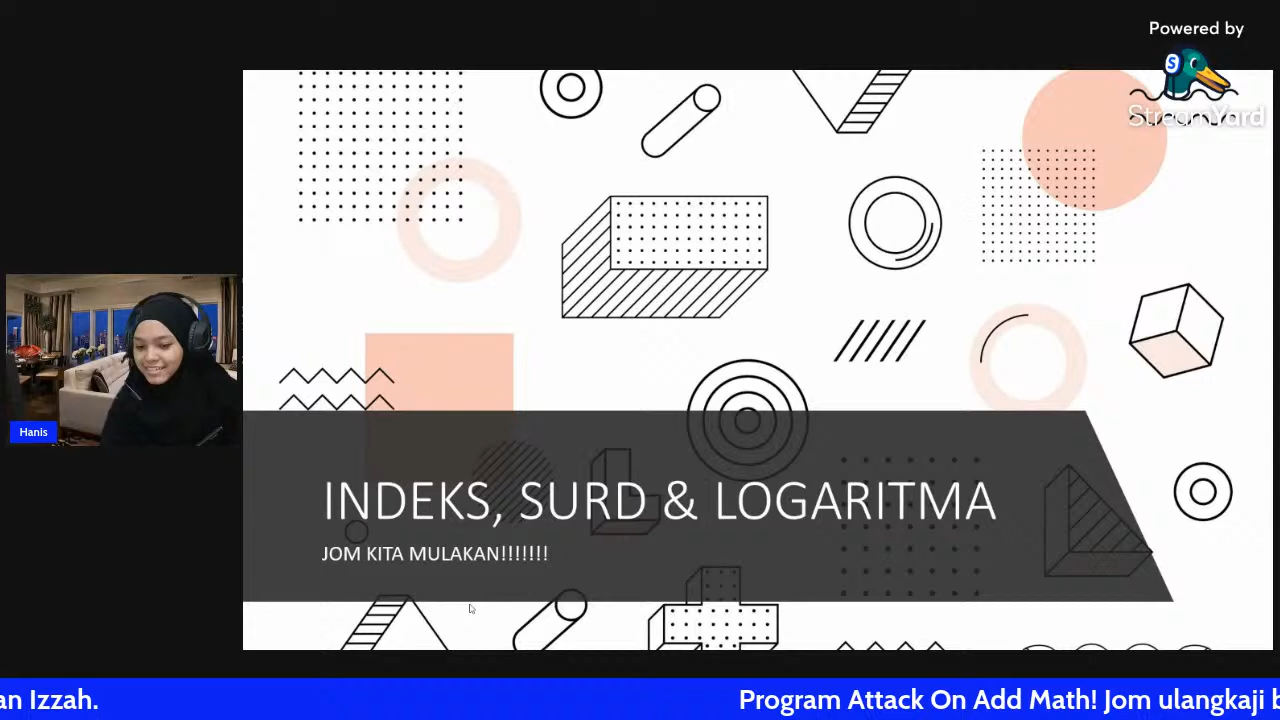 Powered by
StreamYard
Hanis
INDEKS, SURD & LOGARITMA
JOM KITA MULAKAN!!!!!!!
an Izzah.
Program Attack On Add Math! Jom ulangkaji b